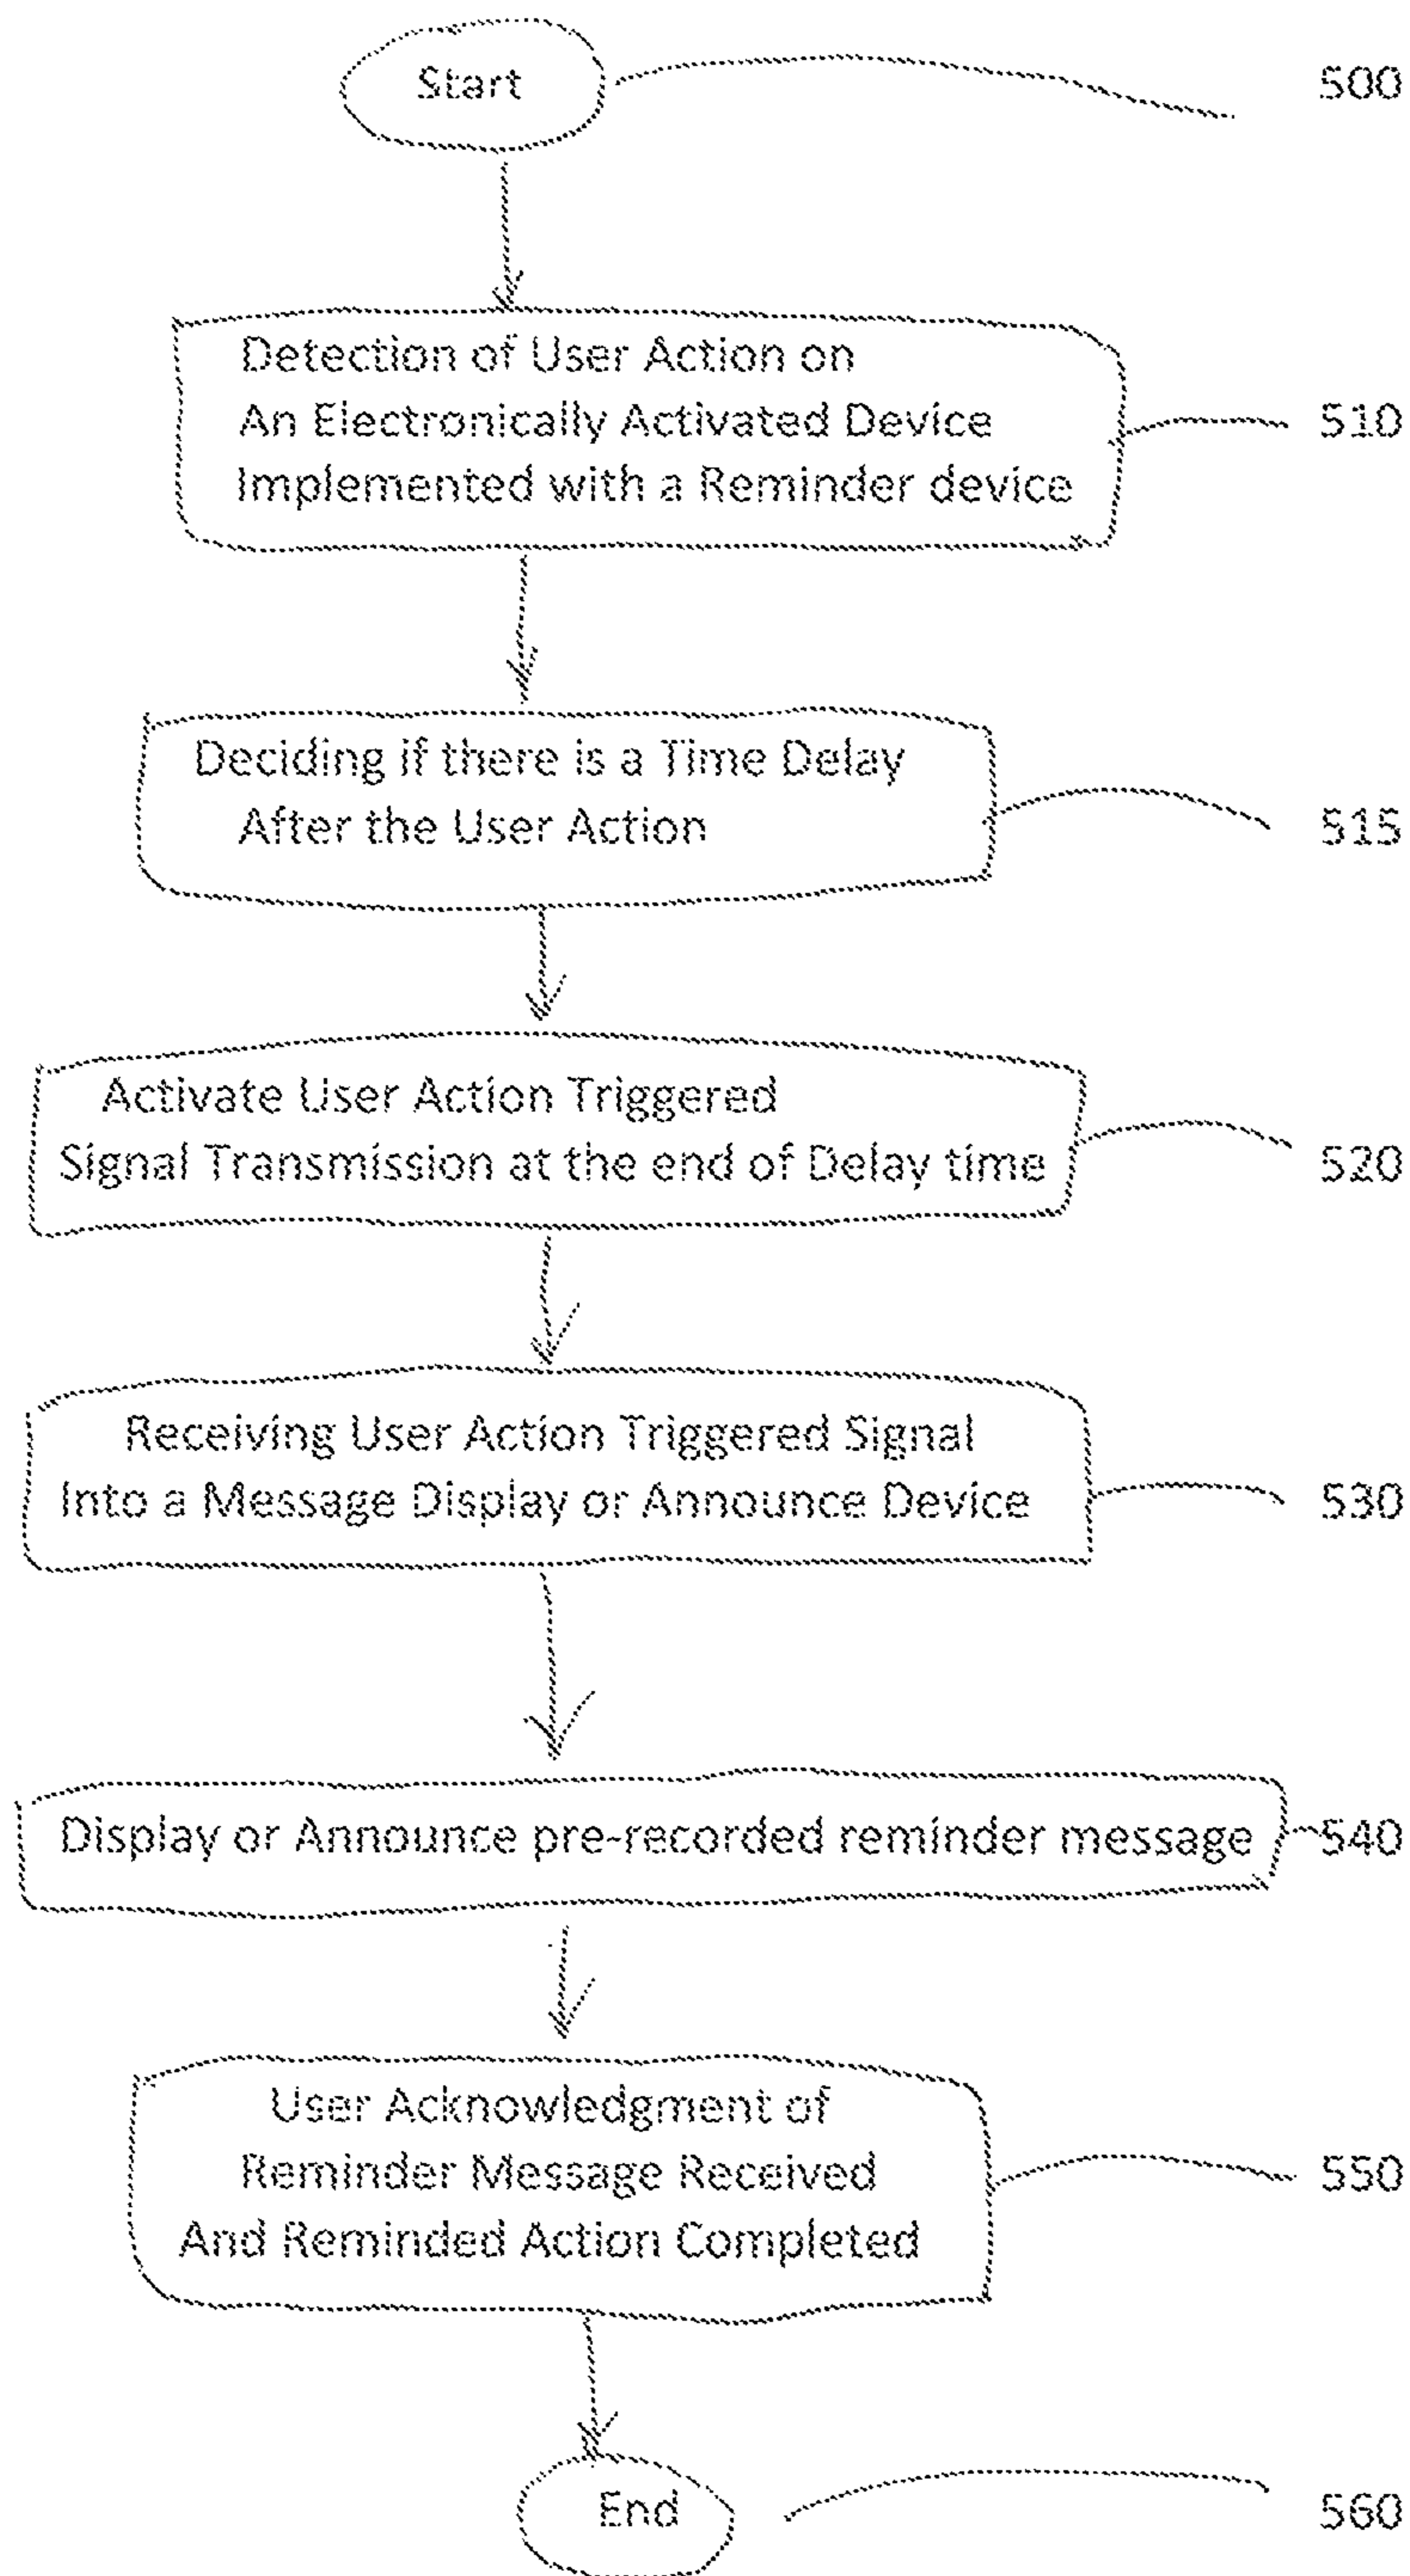 Start
500
Detection of User Action on
An Electronically Activated Device
Implemented with a Reminder device
510
Deciding if there is a Time Delay
After the User Action
515
Activate User Action Triggered
Signal Transmission at the end of Delay time
520
Receiving User Action Triggered Signal
Into a Message Display or Announce Device
530
Display or Announce pre-recorded reminder message
540
User Acknowledgment of
Reminder Message Received
And Reminded Action Completed
550
End
560